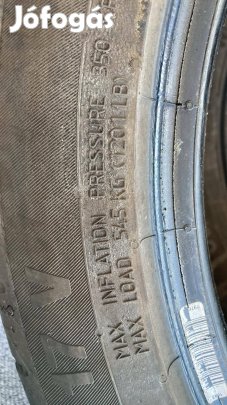 Jófogás
MAX INFLATION PRESSURE 350
MAX LOAD 545 KG (1201 LB)